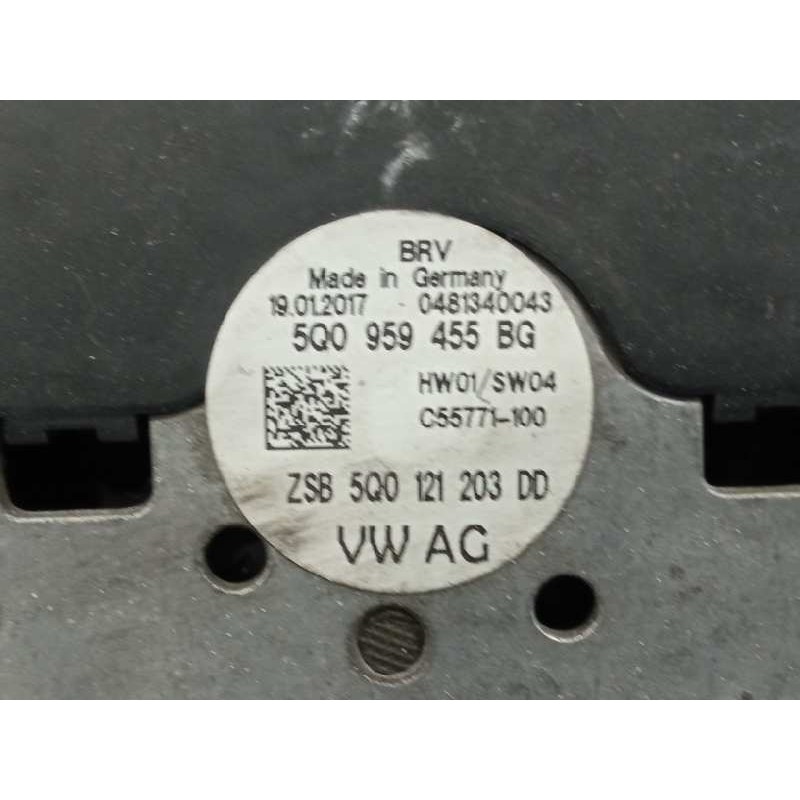 BRV
Made in Germany
19.01.2017 0481340043
5Q0 959 455 BG
HW01/SW04
C55771-100
ZSB 5Q0 121 203 DD
VW AG